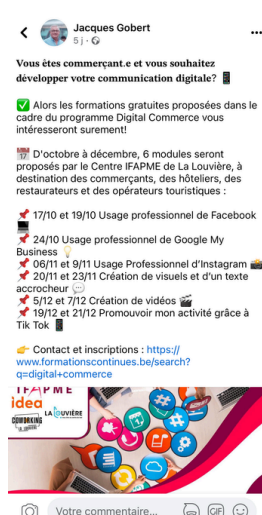 Jacques Gobert
5 j
Vous êtes commerçant.e et vous souhaitez
développer votre communication digitale? 📱
✅ Alors les formations gratuites proposées dans le
cadre du programme Digital Commerce vous
intéresseront surement!
📅 D'octobre à décembre, 6 modules seront
proposés par le Centre IFAPME de La Louvière, à
destination des commerçants, des hôteliers, des
restaurateurs et des opérateurs touristiques :
📌 17/10 et 19/10 Usage professionnel de Facebook
💻
📌 24/10 Usage professionnel de Google My
Business 💡
📌 06/11 et 9/11 Usage Professionnel d'Instagram 📸
📌 20/11 et 23/11 Création de visuels et d'un texte
accrocheur 💬
📌 5/12 et 7/12 Création de vidéos 🎬
📌 19/12 et 21/12 Promouvoir mon activité grâce à
Tik Tok 📱
👉 Contact et inscriptions : https://
www.formationscontinues.be/search?
q=digital+commerce
IFAPME
idea
COWORKING
LA LOUVIÈRE
Votre commentaire...
GIF